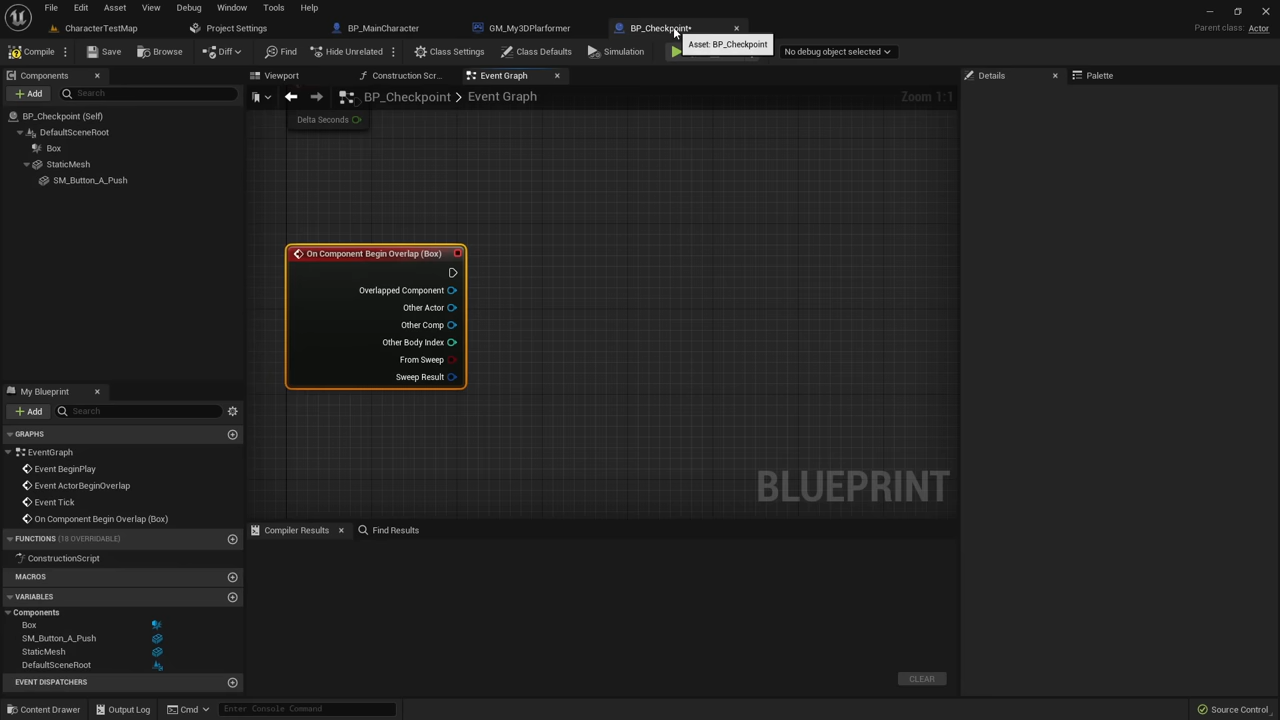 File Edit Asset View Debug Window Tools Help
CharacterTestMap Project Settings BP_MainCharacter GM_My3DPlarformer BP_Checkpoint* Parent class: Actor
Asset: BP_Checkpoint
Compile Save Browse Diff Find Hide Unrelated Class Settings Class Defaults Simulation No debug object selected
Components Viewport Construction Scr... Event Graph Details Palette
Add Search BP_Checkpoint > Event Graph Zoom 1:1
BP_Checkpoint (Self)
DefaultSceneRoot
Box
StaticMesh
SM_Button_A_Push
Delta Seconds
On Component Begin Overlap (Box)
Overlapped Component
Other Actor
Other Comp
Other Body Index
From Sweep
Sweep Result
BLUEPRINT
My Blueprint
Add Search
GRAPHS
EventGraph
Event BeginPlay
Event ActorBeginOverlap
Event Tick
On Component Begin Overlap (Box)
FUNCTIONS (18 OVERRIDABLE)
ConstructionScript
MACROS
VARIABLES
Components
Box
SM_Button_A_Push
StaticMesh
DefaultSceneRoot
EVENT DISPATCHERS
Compiler Results Find Results
CLEAR
Content Drawer Output Log Cmd Enter Console Command Source Control